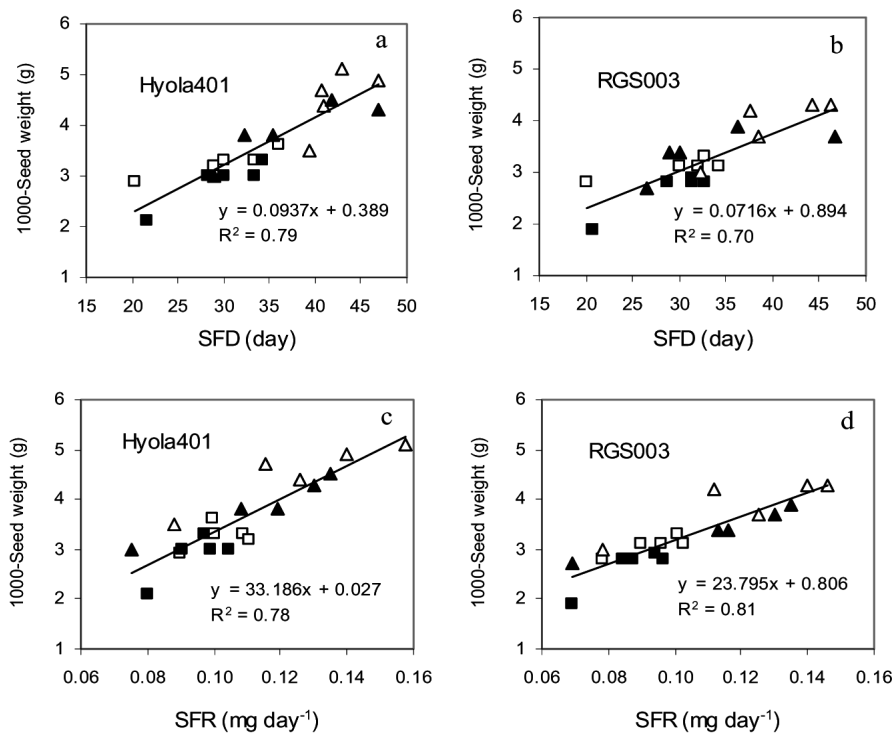 a
Hyola401
1000-Seed weight (g)
6
5
4
3
2
1
y = 0.0937x + 0.389
R² = 0.79
15 20 25 30 35 40 45 50
SFD (day)
b
RGS003
1000-Seed weight (g)
6
5
4
3
2
1
y = 0.0716x + 0.894
R² = 0.70
15 20 25 30 35 40 45 50
SFD (day)
c
Hyola401
1000-Seed weight (g)
6
5
4
3
2
1
y = 33.186x + 0.027
R² = 0.78
0.06 0.08 0.10 0.12 0.14 0.16
SFR (mg day⁻¹)
d
RGS003
1000-Seed weight (g)
6
5
4
3
2
1
y = 23.795x + 0.806
R² = 0.81
0.06 0.08 0.10 0.12 0.14 0.16
SFR (mg day⁻¹)